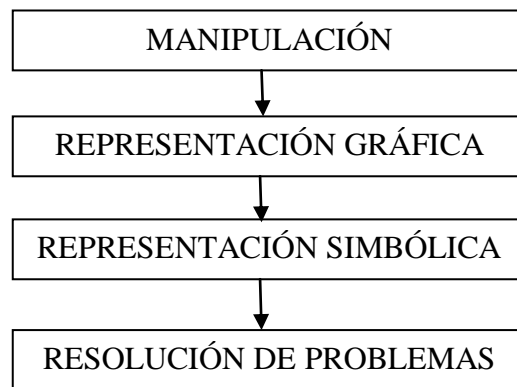 MANIPULACIÓN
REPRESENTACIÓN GRÁFICA
REPRESENTACIÓN SIMBÓLICA
RESOLUCIÓN DE PROBLEMAS